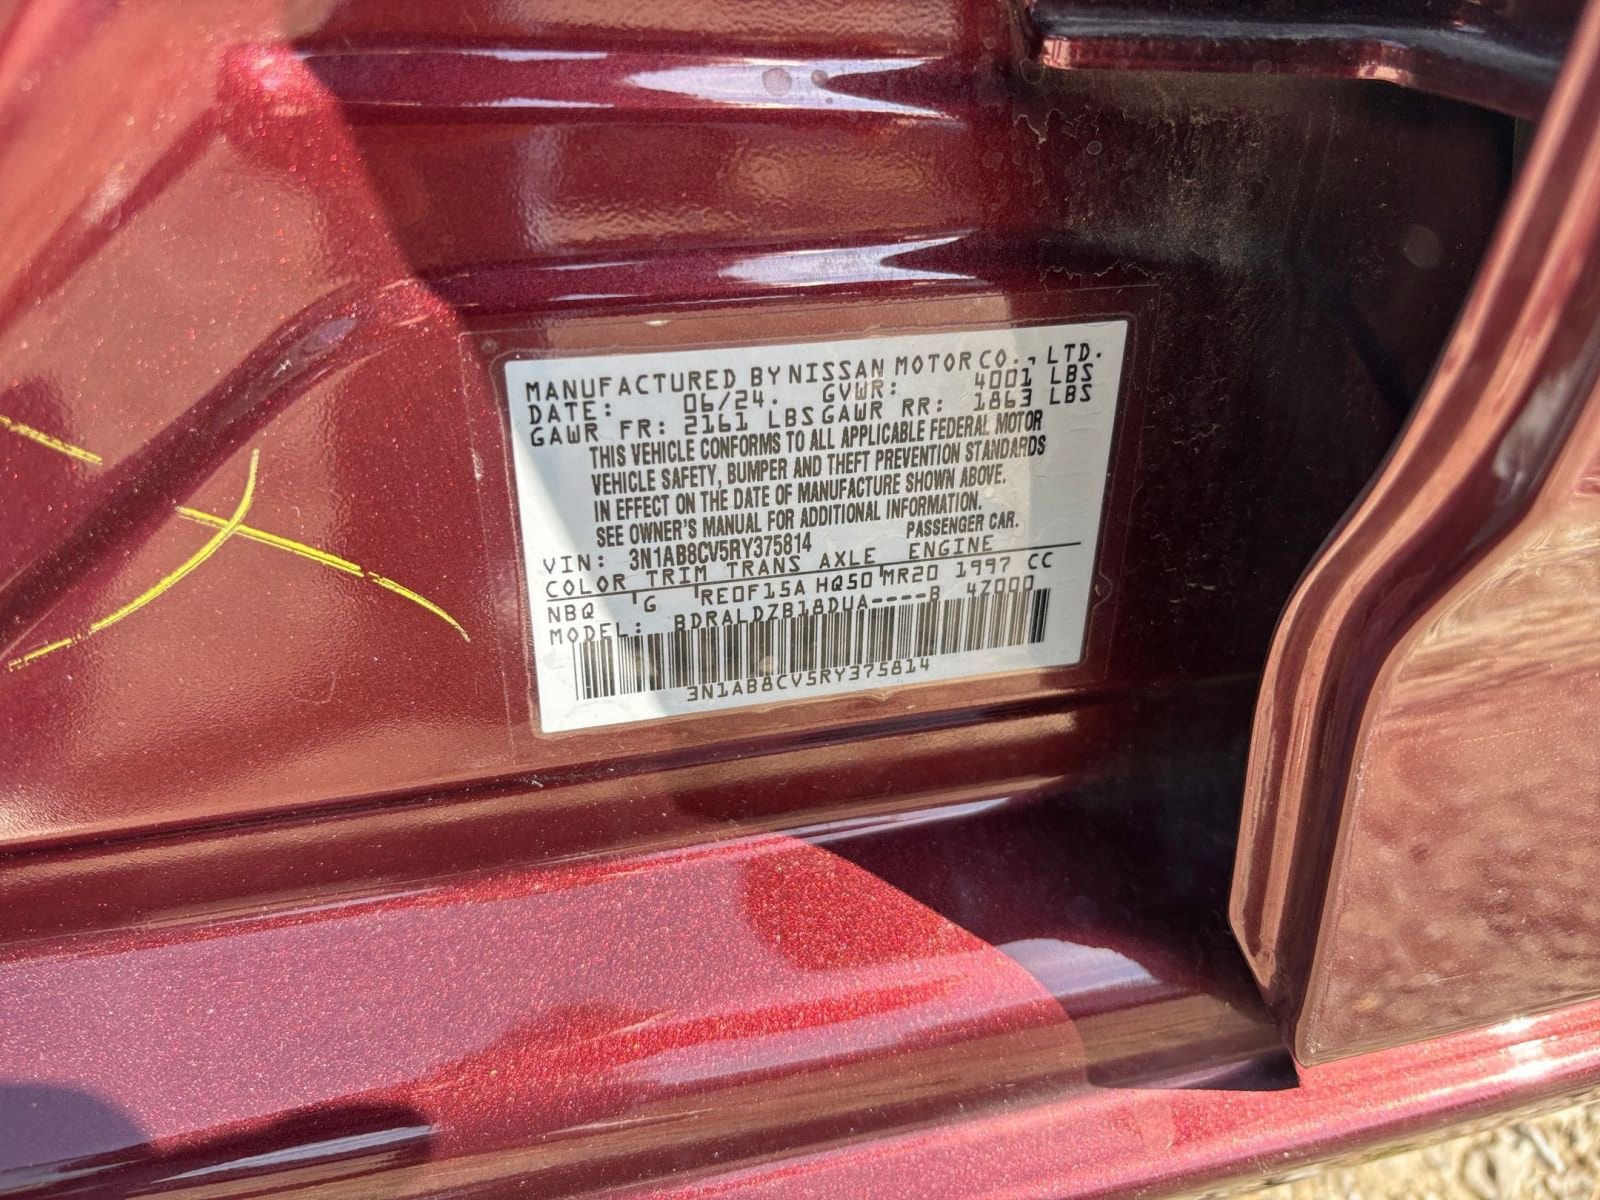 MANUFACTURED BY NISSAN MOTOR CO., LTD.
DATE: 06/24. GVWR: 4001 LBS
GAWR FR: 2161 LBS GAWR RR: 1863 LBS
THIS VEHICLE CONFORMS TO ALL APPLICABLE FEDERAL MOTOR
VEHICLE SAFETY, BUMPER AND THEFT PREVENTION STANDARDS
IN EFFECT ON THE DATE OF MANUFACTURE SHOWN ABOVE.
SEE OWNER'S MANUAL FOR ADDITIONAL INFORMATION.
VIN: 3N1AB8CV5RY375814 PASSENGER CAR.
COLOR TRIM TRANS AXLE ENGINE
NBQ 'G 'RE0F15A HQ50'MR20 1997 CC
MODEL: BDRALDZB18DUA----B 4Z000
3N1AB8CV5RY375814